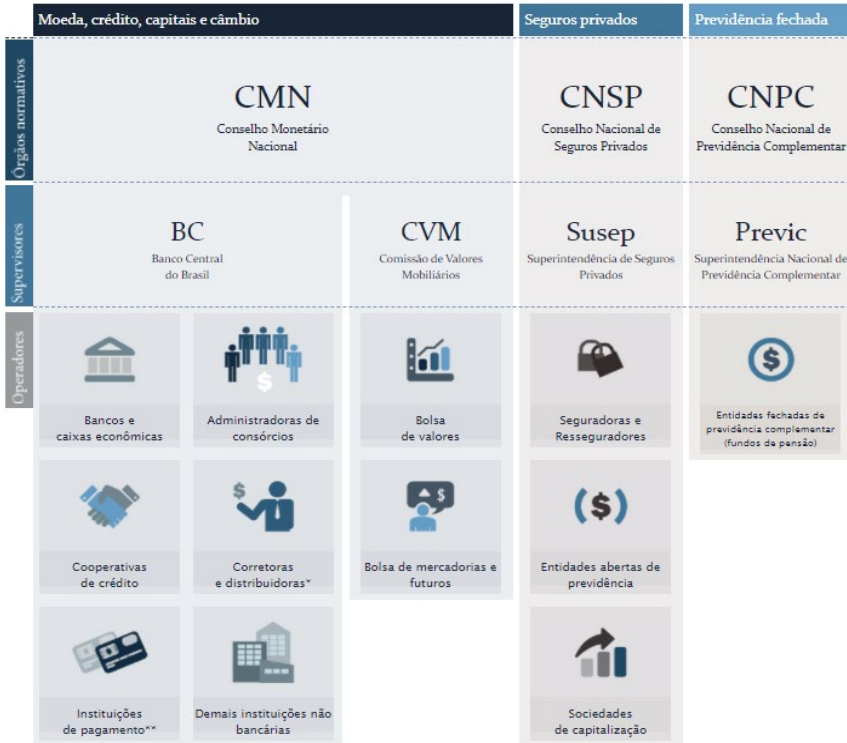 Moeda, crédito, capitais e câmbio
Seguros privados
Previdência fechada
Órgãos normativos
CMN
Conselho Monetário
Nacional
CNSP
Conselho Nacional de
Seguros Privados
CNPC
Conselho Nacional de
Previdência Complementar
Supervisores
BC
Banco Central
do Brasil
CVM
Comissão de Valores
Mobiliários
Susep
Superintendência de Seguros
Privados
Previc
Superintendência Nacional de
Previdência Complementar
Operadores
Bancos e
caixas econômicas
$
Administradoras de
consórcios
Bolsa
de valores
Seguradoras e
Resseguradores
$
Entidades fechadas de
previdência complementar
(fundos de pensão)
Cooperativas
de crédito
$
Corretoras
e distribuidoras*
$
Bolsa de mercadorias e
futuros
($)
Entidades abertas de
previdência
Instituições
de pagamento**
Demais instituições não
bancárias
Sociedades
de capitalização